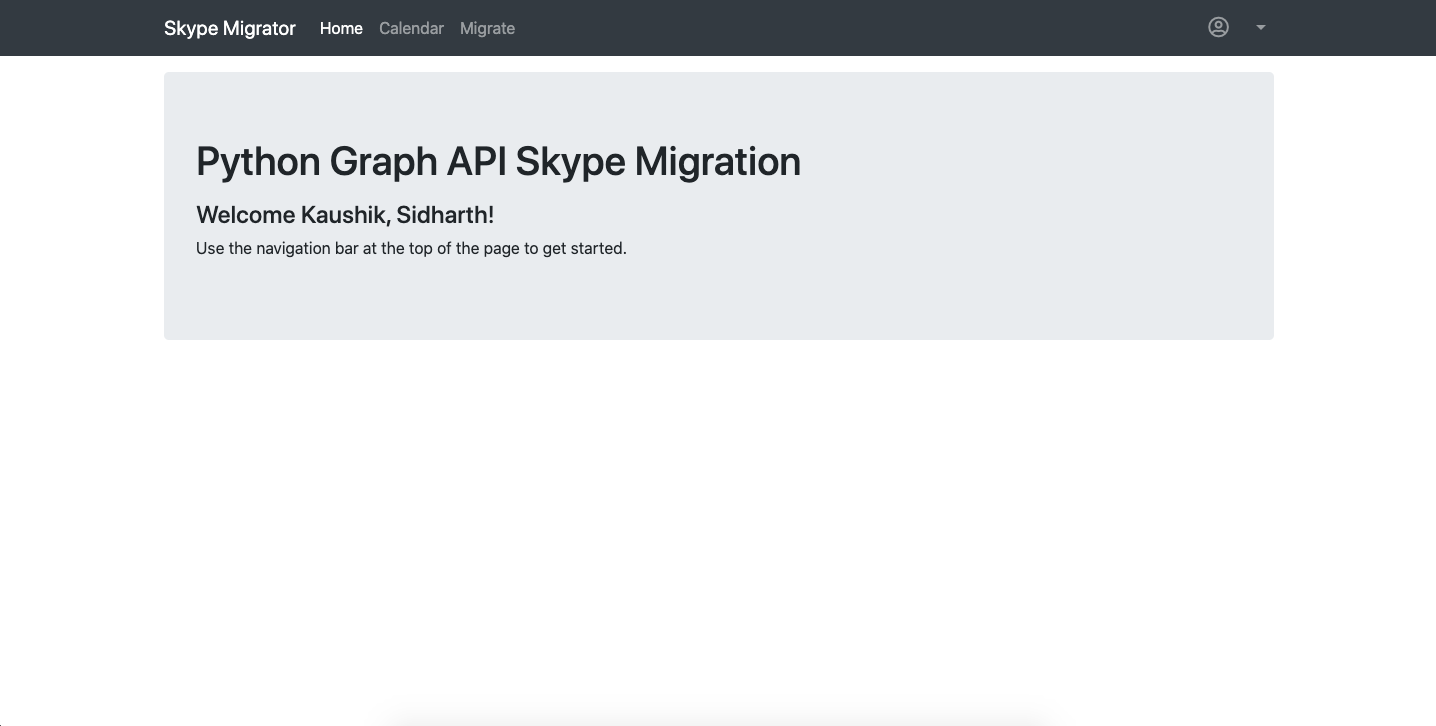 Skype Migrator Home Calendar Migrate
Python Graph API Skype Migration
Welcome Kaushik, Sidharth!
Use the navigation bar at the top of the page to get started.